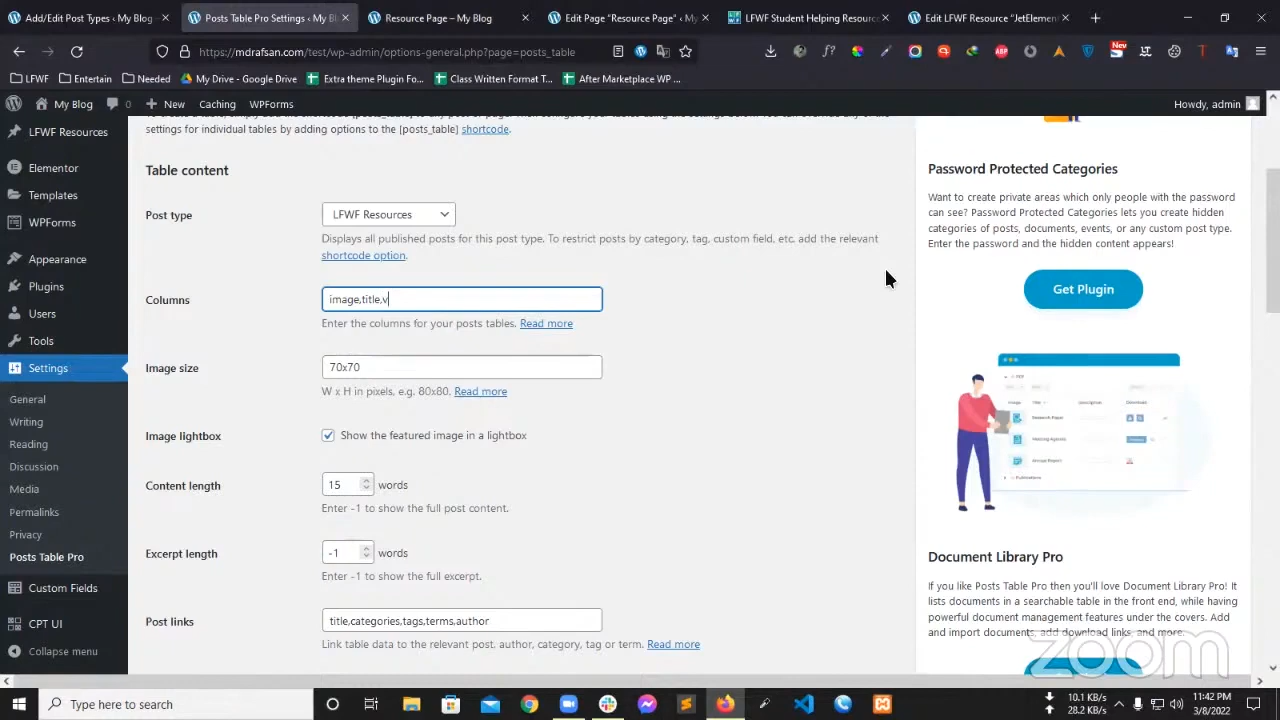 Add/Edit Post Types ‹ My Blog
Posts Table Pro Settings ‹ My Bl
Resource Page – My Blog
Edit Page "Resource Page" ‹ My
LFWF Student Helping Resource
Edit LFWF Resource "JetElemen
https://mdrafsan.com/test/wp-admin/options-general.php?page=posts_table
ABP
New
LFWF
Entertain
Needed
My Drive - Google Drive
Extra theme Plugin Fo...
Class Written Format T...
After Marketplace WP ...
My Blog
0
New
Caching
WPForms
Howdy, admin
LFWF Resources
Elementor
Templates
WPForms
Appearance
Plugins
Users
Tools
Settings
General
Writing
Reading
Discussion
Media
Permalinks
Privacy
Posts Table Pro
Custom Fields
CPT UI
Collapse menu
settings for individual tables by adding options to the [posts_table] shortcode.
Table content
Post type
LFWF Resources
Displays all published posts for this post type. To restrict posts by category, tag, custom field, etc. add the relevant
shortcode option.
Columns
image,title,v
Enter the columns for your posts tables. Read more
Image size
70x70
W x H in pixels, e.g. 80x80. Read more
Image lightbox
Show the featured image in a lightbox
Content length
15
words
Enter -1 to show the full post content.
Excerpt length
-1
words
Enter -1 to show the full excerpt.
Post links
title,categories,tags,terms,author
Link table data to the relevant post, author, category, tag or term. Read more
Password Protected Categories
Want to create private areas which only people with the password
can see? Password Protected Categories lets you create hidden
categories of posts, documents, events, or any custom post type.
Enter the password and the hidden content appears!
Get Plugin
Document Library Pro
If you like Posts Table Pro then you'll love Document Library Pro! It
lists documents in a searchable table in the front end, while having
powerful document management features under the covers. Add
and import documents, add download links, and more.
zoom
Type here to search
10.1 KB/s
28.2 KB/s
11:42 PM
3/8/2022